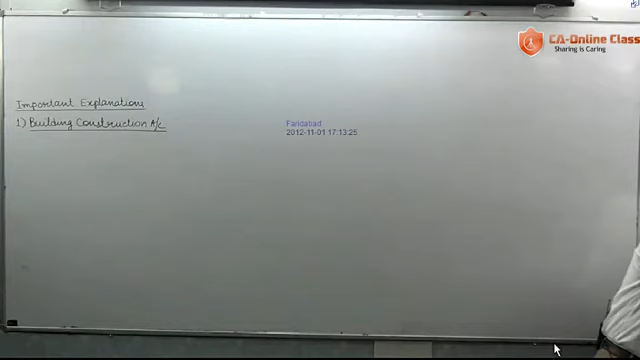 CA-Online Class
Sharing is Caring
Important Explanations
1) Building Construction A/c
Faridabad
2012-11-01 17:13:25